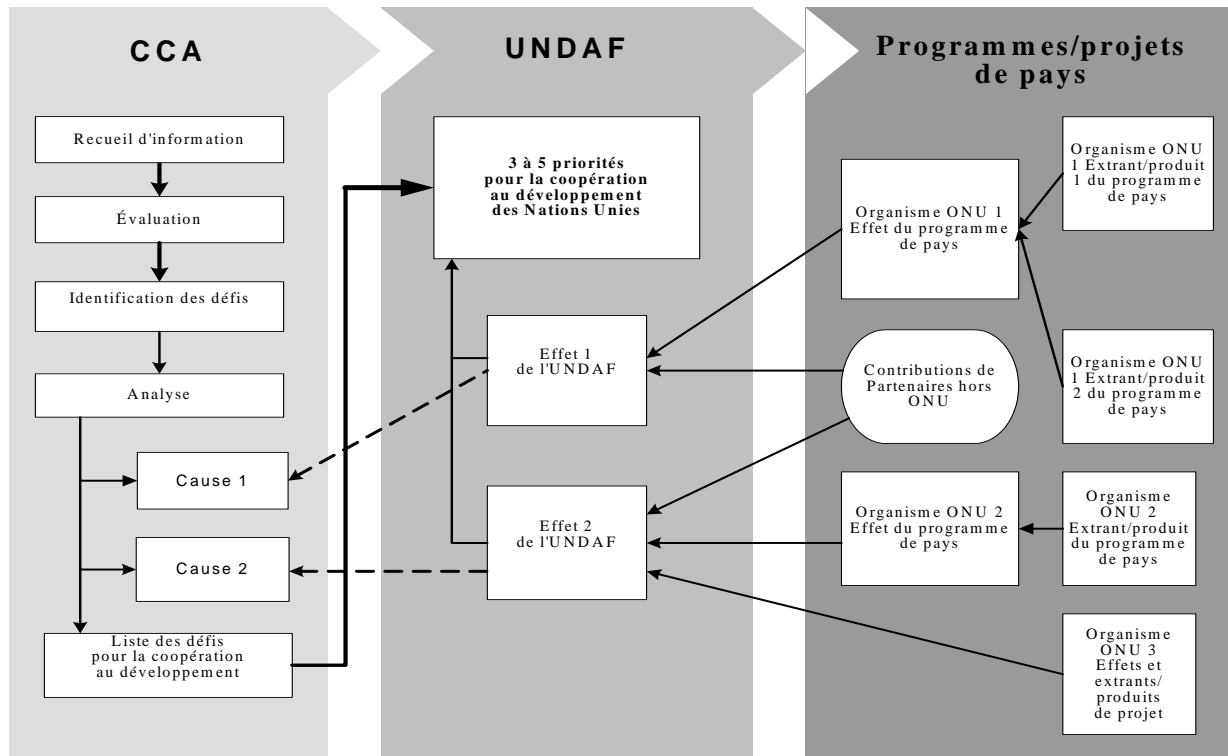 CCA
Recueil d'information
Évaluation
Identification des défis
Analyse
Cause 1
Cause 2
Liste des défis
pour la coopération
au développement
UNDAF
3 à 5 priorités
pour la coopération
au développement
des Nations Unies
Effet 1
de l'UNDAF
Effet 2
de l'UNDAF
Programmes/projets
de pays
Organisme ONU 1
Effet du programme
de pays
Contributions de
Partenaires hors
ONU
Organisme ONU 2
Effet du programme
de pays
Organisme ONU
1 Extrant/produit
1 du programme
de pays
Organisme ONU
1 Extrant/produit
2 du programme
de pays
Organisme
ONU 2
Extrant/produit
du programme
de pays
Organisme
ONU 3
Effets et
extrants/
produits
de projet